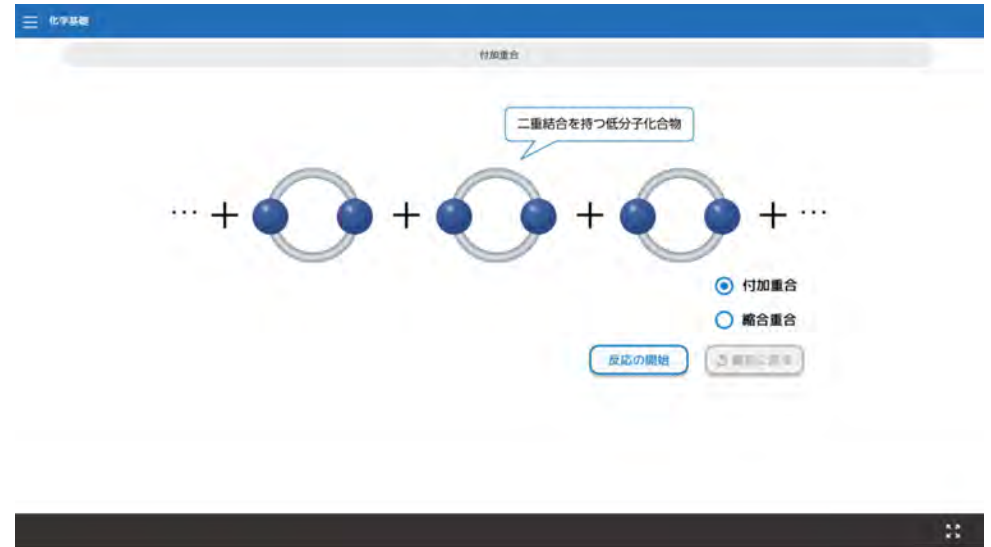 化学基礎
付加重合
二重結合を持つ低分子化合物
… + + + + …
付加重合
縮合重合
反応の開始